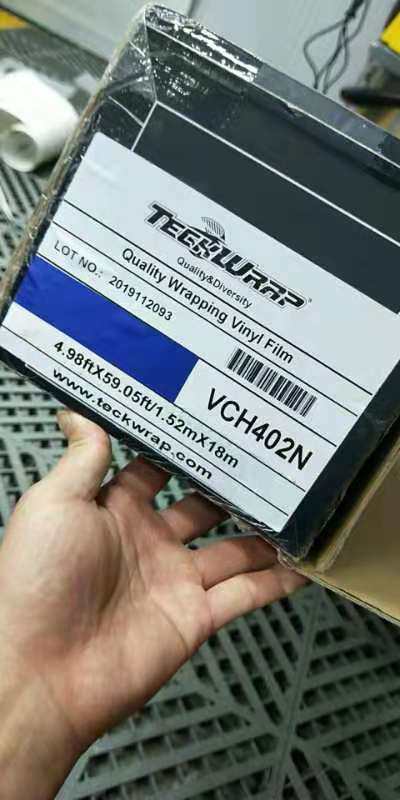 TECKWRAP
Quality&Diversity
Quality Wrapping Vinyl Film
LOT NO.: 2019112093
VCH402N
4.98ftX59.05ft/1.52mX18m
www.teckwrap.com